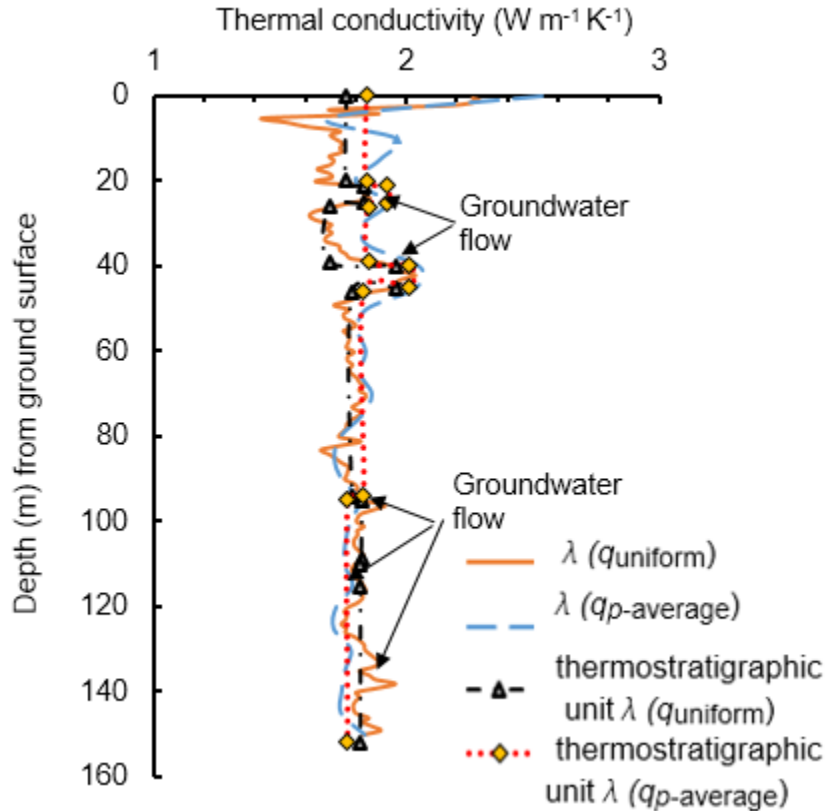 Thermal conductivity (W m⁻¹ K⁻¹)
1 2 3
0
20
40
60
80
100
120
140
160
Depth (m) from ground surface
Groundwater
flow
Groundwater
flow
λ (quniform)
λ (qp-average)
thermostratigraphic
unit λ (quniform)
thermostratigraphic
unit λ (qp-average)